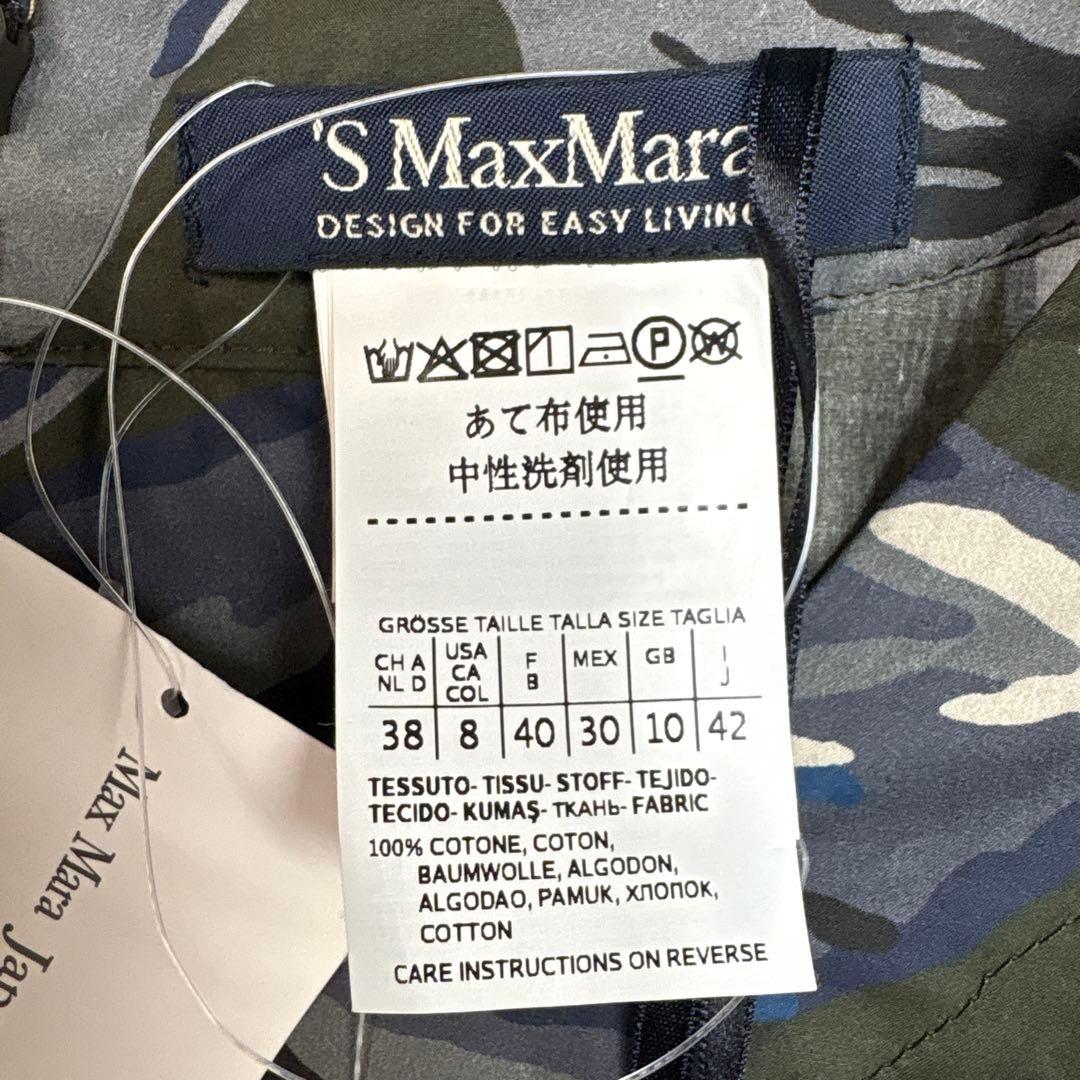 'S MaxMara
DESIGN FOR EASY LIVING
P W
あて布使用
中性洗剤使用
GRÖSSE TAILLE TALLA SIZE TAGLIA
CH A NL D USA CA COL F B MEX GB I J
38 8 40 30 10 42
TESSUTO- TISSU- STOFF- TEJIDO-
TECIDO- KUMAŞ- ТКАНЬ- FABRIC
100% COTONE, COTON,
BAUMWOLLE, ALGODON,
ALGODAO, PAMUK, ХЛОПОК,
COTTON
CARE INSTRUCTIONS ON REVERSE
Max Mara Jap